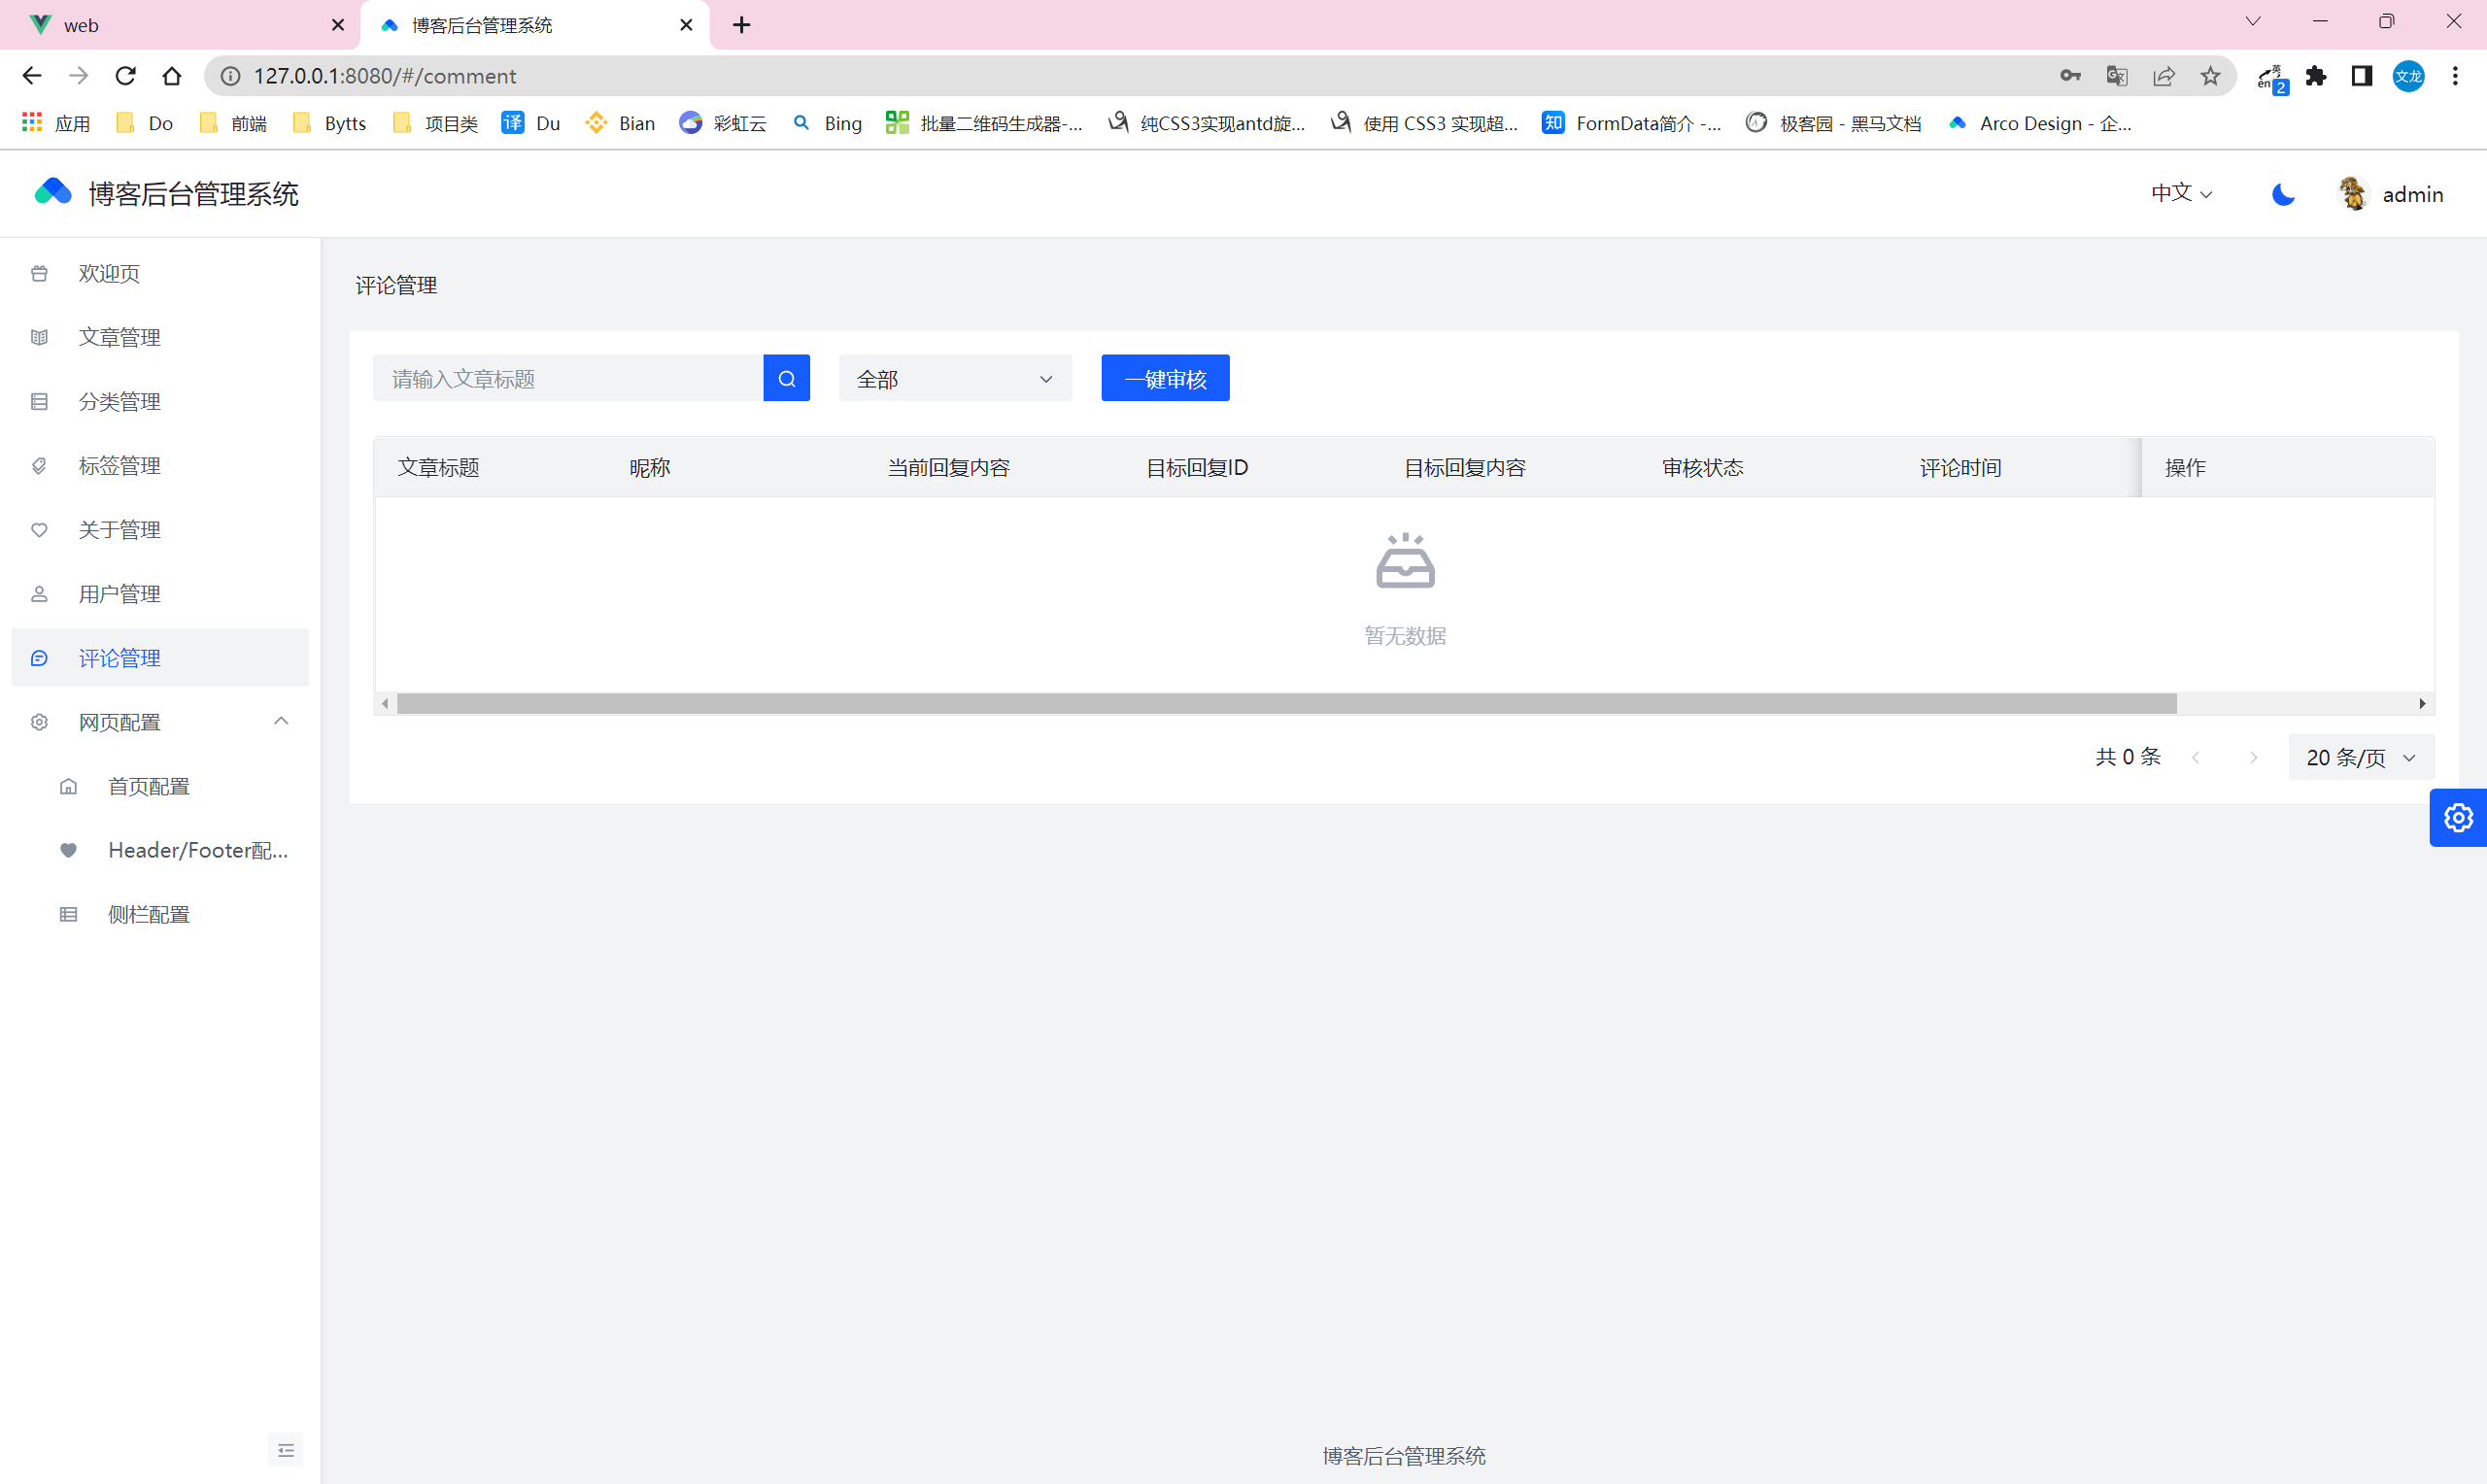 web
博客后台管理系统
127.0.0.1:8080/#/comment
英
en
2
文龙
应用
Do
前端
Bytts
项目类
译
Du
Bian
彩虹云
Bing
批量二维码生成器-...
纯CSS3实现antd旋...
使用 CSS3 实现超...
知
FormData简介 -...
极客园 - 黑马文档
Arco Design - 企...
博客后台管理系统
中文
admin
欢迎页
文章管理
分类管理
标签管理
关于管理
用户管理
评论管理
网页配置
首页配置
Header/Footer配...
侧栏配置
评论管理
请输入文章标题
全部
一键审核
文章标题
昵称
当前回复内容
目标回复ID
目标回复内容
审核状态
评论时间
操作
暂无数据
共 0 条
20 条/页
博客后台管理系统